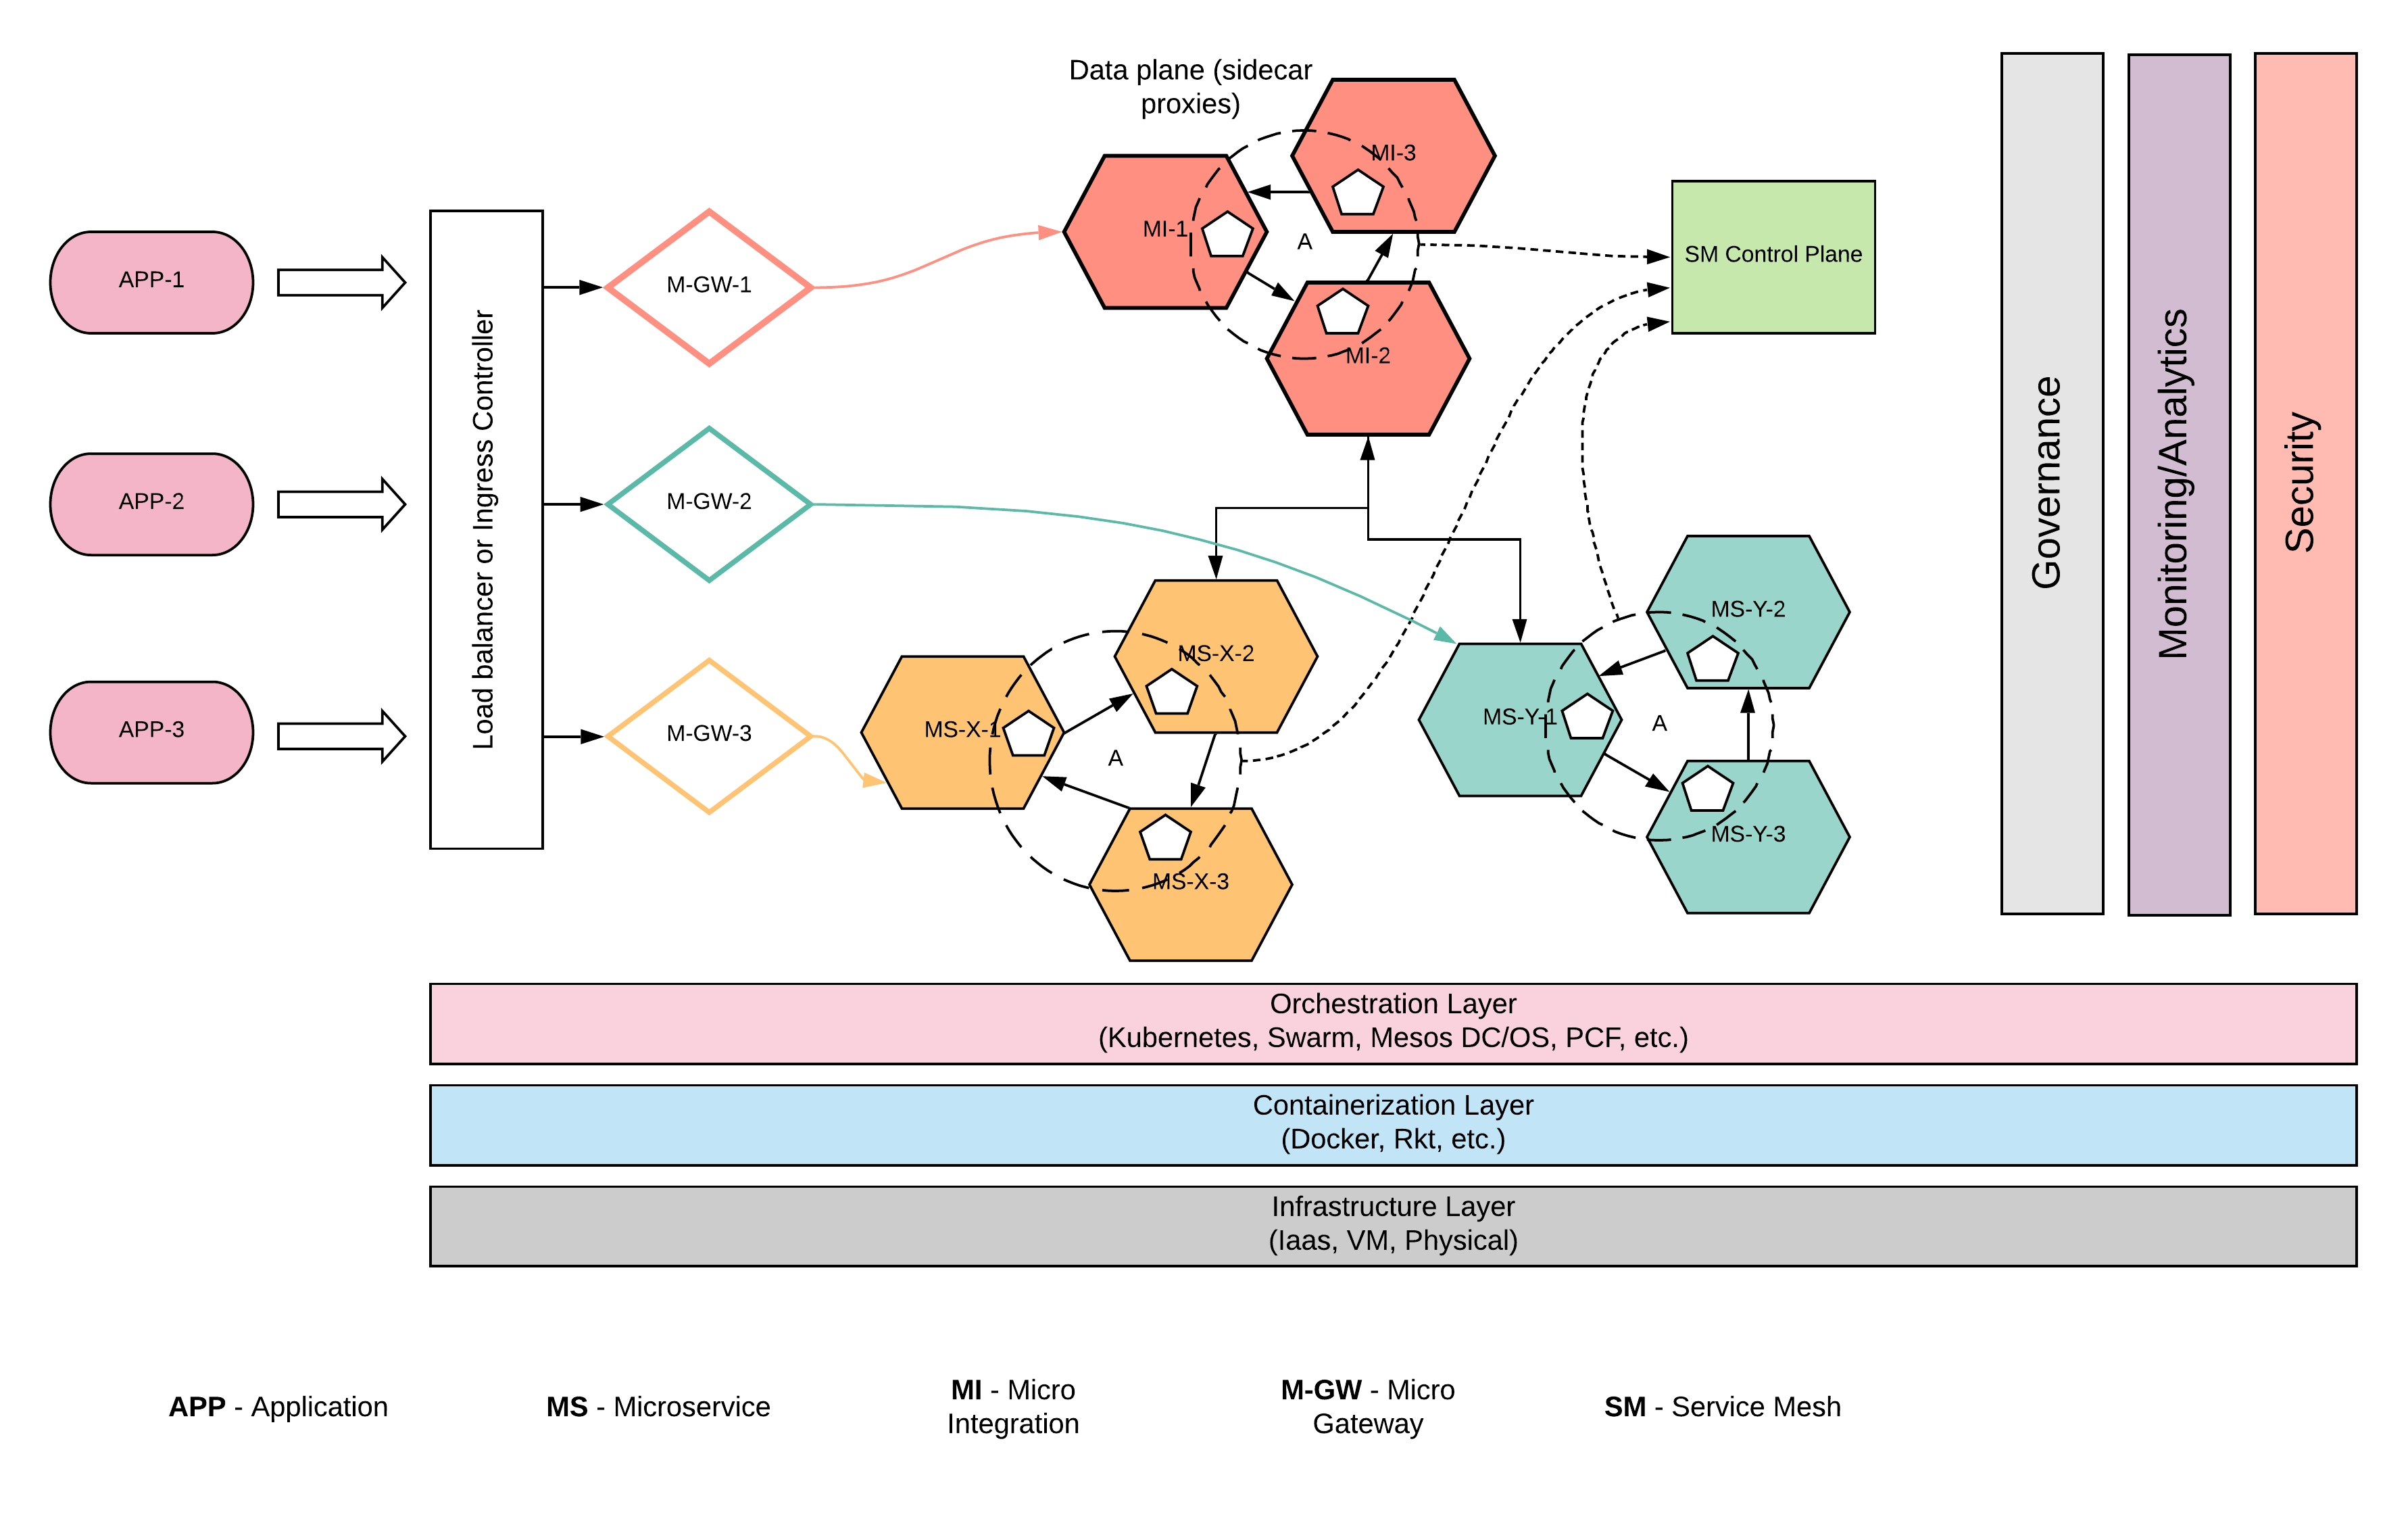 Data plane (sidecar
proxies)
MI-3
MI-1
A
MI-2
SM Control Plane
APP-1
M-GW-1
APP-2
M-GW-2
APP-3
M-GW-3
Load balancer or Ingress Controller
MS-X-2
MS-X-1
A
MS-X-3
MS-Y-2
MS-Y-1
A
MS-Y-3
Governance
Monitoring/Analytics
Security
Orchestration Layer
(Kubernetes, Swarm, Mesos DC/OS, PCF, etc.)
Containerization Layer
(Docker, Rkt, etc.)
Infrastructure Layer
(Iaas, VM, Physical)
APP - Application
MS - Microservice
MI - Micro
Integration
M-GW - Micro
Gateway
SM - Service Mesh